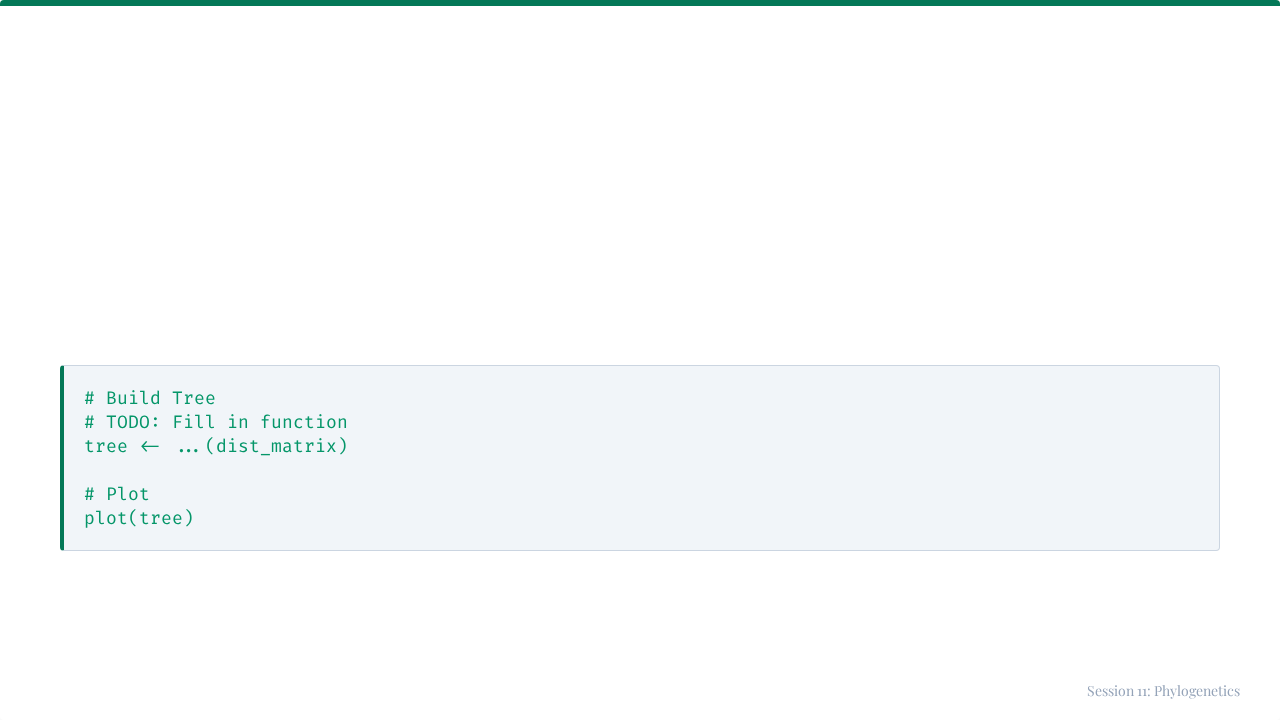 # Build Tree
# TODO: Fill in function
tree <- ...(dist_matrix)
# Plot
plot(tree)
Session 11: Phylogenetics